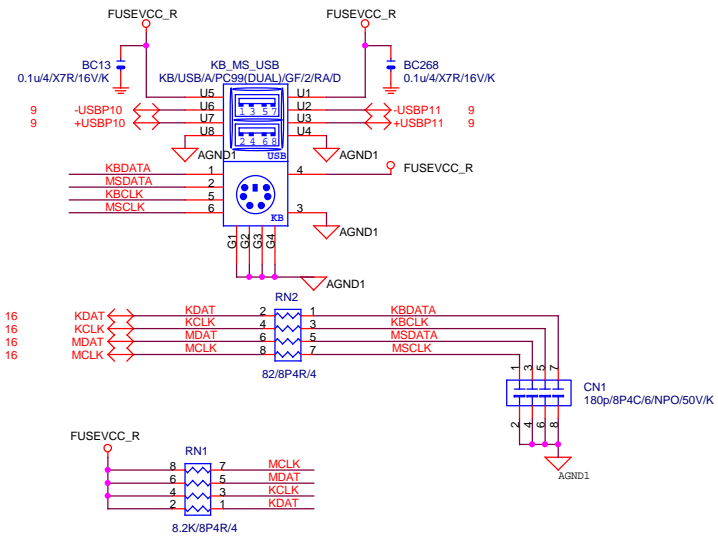 FUSEVCC_R FUSEVCC_R
BC13 KB_MS_USB BC268
0.1u/4/X7R/16V/K KB/USB/A/PC99(DUAL)/GF/2/RA/D 0.1u/4/X7R/16V/K
U5 U1
9 -USBP10 U6 1 3 5 7 U2 -USBP11 9
9 +USBP10 U7 U3 +USBP11 9
U8 2 4 6 8 U4
AGND1 USB AGND1
KBDATA 1 4 FUSEVCC_R
MSDATA 2
KBCLK 5
MSCLK 6 KB 3
AGND1
G1 G2 G3 G4
AGND1
RN2
16 KDAT KDAT 2 1 KBDATA
16 KCLK KCLK 4 3 KBCLK
16 MDAT MDAT 6 5 MSDATA
16 MCLK MCLK 8 7 MSCLK
82/8P4R/4
1 3 5 7
CN1
180p/8P4C/6/NPO/50V/K
2 4 6 8
AGND1
FUSEVCC_R
RN1
8 7 MCLK
6 5 MDAT
4 3 KCLK
2 1 KDAT
8.2K/8P4R/4